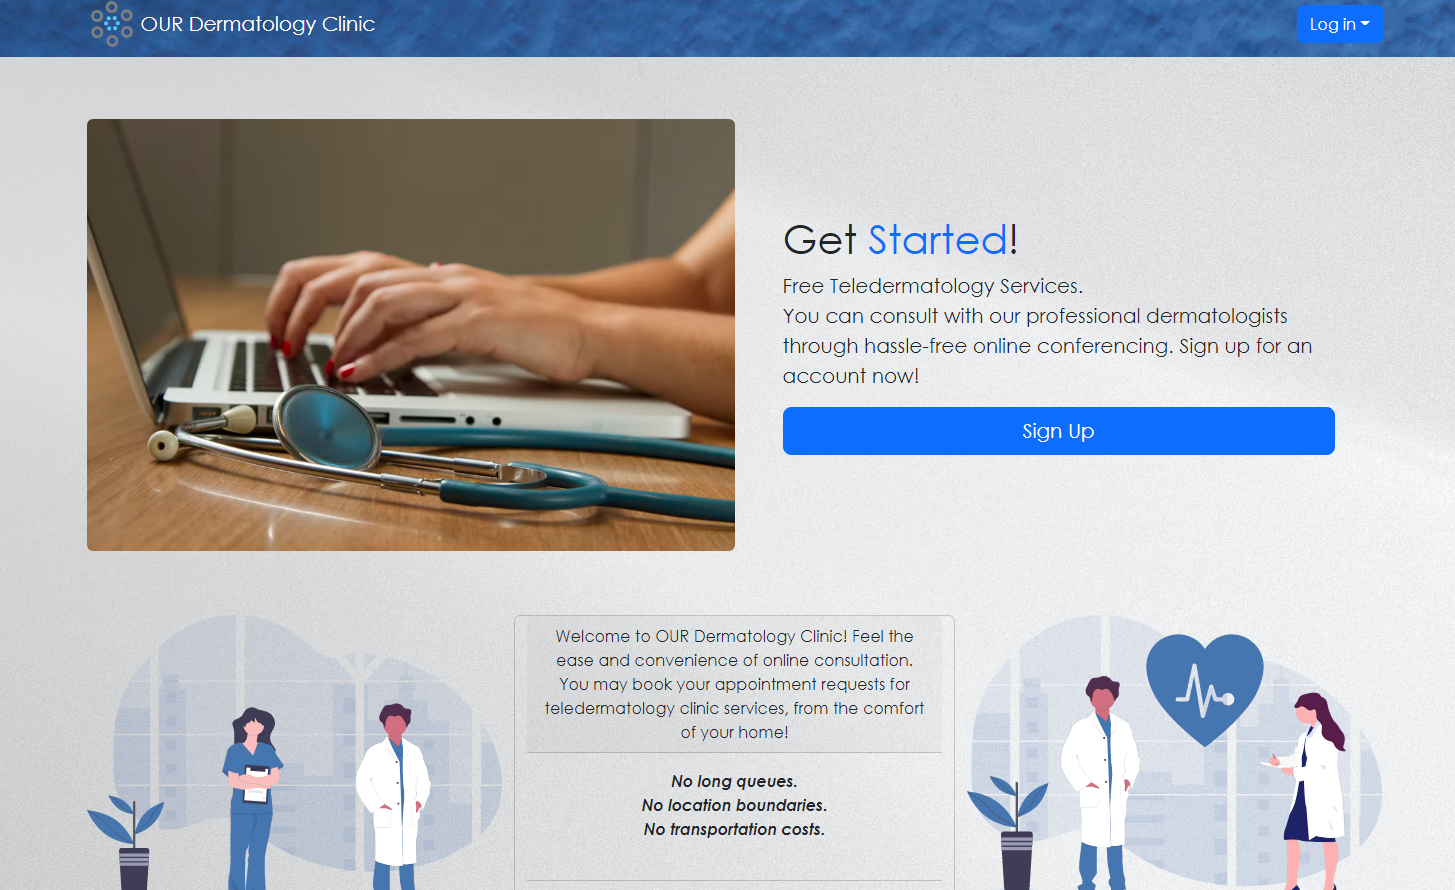 OUR Dermatology Clinic
Log in
Get Started!
Free Teledermatology Services.
You can consult with our professional dermatologists
through hassle-free online conferencing. Sign up for an
account now!
Sign Up
Welcome to OUR Dermatology Clinic! Feel the
ease and convenience of online consultation.
You may book your appointment requests for
teledermatology clinic services, from the comfort
of your home!
No long queues.
No location boundaries.
No transportation costs.